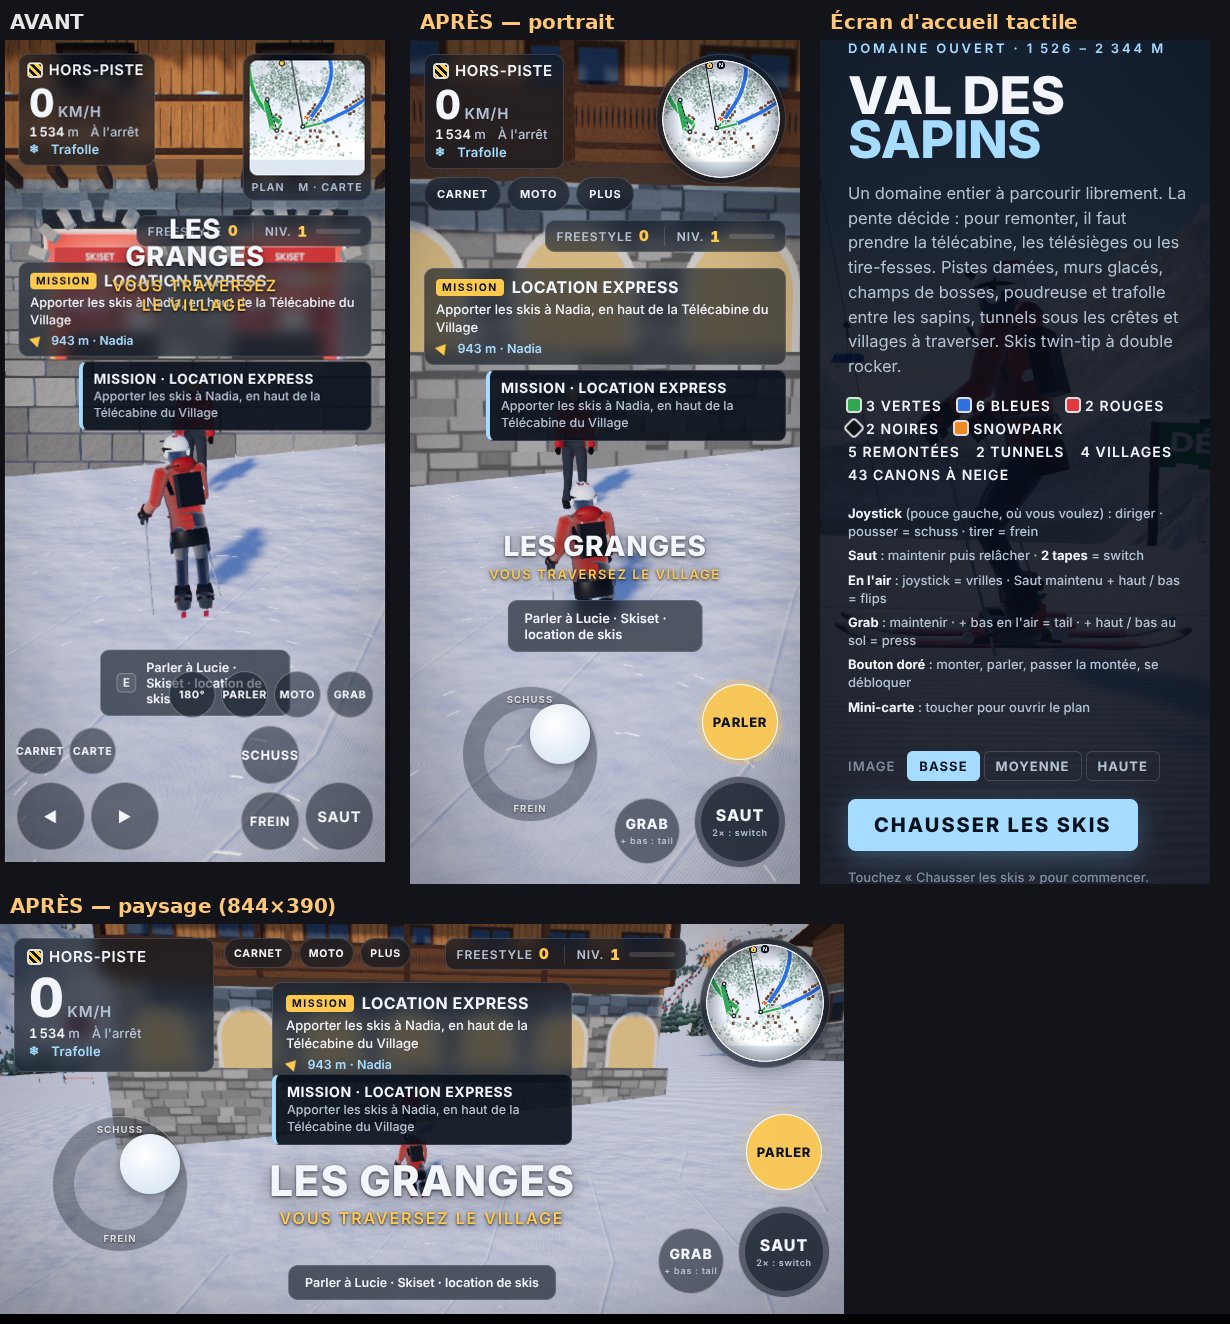 AVANT
HORS-PISTE
0 KM/H
1 534 m À l'arrêt
❄ Trafolle
PLAN M · CARTE
FREESTYLE 0 NIV. 1
LES
GRANGES
SKISET SKISET
VOUS TRAVERSEZ
LE VILLAGE
MISSION LOCATION EXPRESS
Apporter les skis à Nadia, en haut de la Télécabine du
Village
943 m · Nadia
MISSION · LOCATION EXPRESS
Apporter les skis à Nadia, en haut de la
Télécabine du Village
E
Parler à Lucie ·
Skiset · location de
skis
180° PARLER MOTO GRAB
CARNET CARTE
SCHUSS
◀ ▶ FREIN SAUT
APRÈS — portrait
HORS-PISTE
0 KM/H
1 534 m À l'arrêt
❄ Trafolle
N
CARNET MOTO PLUS
FREESTYLE 0 NIV. 1
MISSION LOCATION EXPRESS
Apporter les skis à Nadia, en haut de la Télécabine du
Village
943 m · Nadia
MISSION · LOCATION EXPRESS
Apporter les skis à Nadia, en haut de la
Télécabine du Village
LES GRANGES
VOUS TRAVERSEZ LE VILLAGE
Parler à Lucie · Skiset ·
location de skis
SCHUSS
FREIN
PARLER
GRAB
+ bas : tail
SAUT
2× : switch
Écran d'accueil tactile
DOMAINE OUVERT · 1 526 – 2 344 M
VAL DES
SAPINS
Un domaine entier à parcourir librement. La
pente décide : pour remonter, il faut
prendre la télécabine, les télésièges ou les
tire-fesses. Pistes damées, murs glacés,
champs de bosses, poudreuse et trafolle
entre les sapins, tunnels sous les crêtes et
villages à traverser. Skis twin-tip à double
rocker.
3 VERTES 6 BLEUES 2 ROUGES
2 NOIRES SNOWPARK
5 REMONTÉES 2 TUNNELS 4 VILLAGES
43 CANONS À NEIGE
DÉ
Joystick (pouce gauche, où vous voulez) : diriger ·
pousser = schuss · tirer = frein
Saut : maintenir puis relâcher · 2 tapes = switch
En l'air : joystick = vrilles · Saut maintenu + haut / bas
= flips
Grab : maintenir · + bas en l'air = tail · + haut / bas au
sol = press
Bouton doré : monter, parler, passer la montée, se
débloquer
Mini-carte : toucher pour ouvrir le plan
IMAGE BASSE MOYENNE HAUTE
CHAUSSER LES SKIS
Touchez « Chausser les skis » pour commencer.
APRÈS — paysage (844×390)
HORS-PISTE
0 KM/H
1 534 m À l'arrêt
❄ Trafolle
CARNET MOTO PLUS
FREESTYLE 0 NIV. 1
N
MISSION LOCATION EXPRESS
Apporter les skis à Nadia, en haut de la
Télécabine du Village
943 m · Nadia
MISSION · LOCATION EXPRESS
Apporter les skis à Nadia, en haut de la
Télécabine du Village
LES GRANGES
VOUS TRAVERSEZ LE VILLAGE
Parler à Lucie · Skiset · location de skis
SCHUSS
FREIN
PARLER
GRAB
+ bas : tail
SAUT
2× : switch